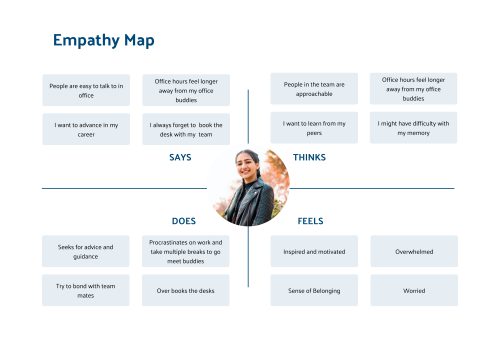 Empathy Map
People are easy to talk to in
office
Office hours feel longer
away from my office
buddies
I want to advance in my
career
I always forget to book the
desk with my team
SAYS
People in the team are
approachable
Office hours feel longer
away from my office
buddies
I want to learn from my
peers
I might have difficulty with
my memory
THINKS
DOES
Seeks for advice and
guidance
Procrastinates on work and
take multiple breaks to go
meet buddies
Try to bond with team
mates
Over books the desks
FEELS
Inspired and motivated
Overwhelmed
Sense of Belonging
Worried